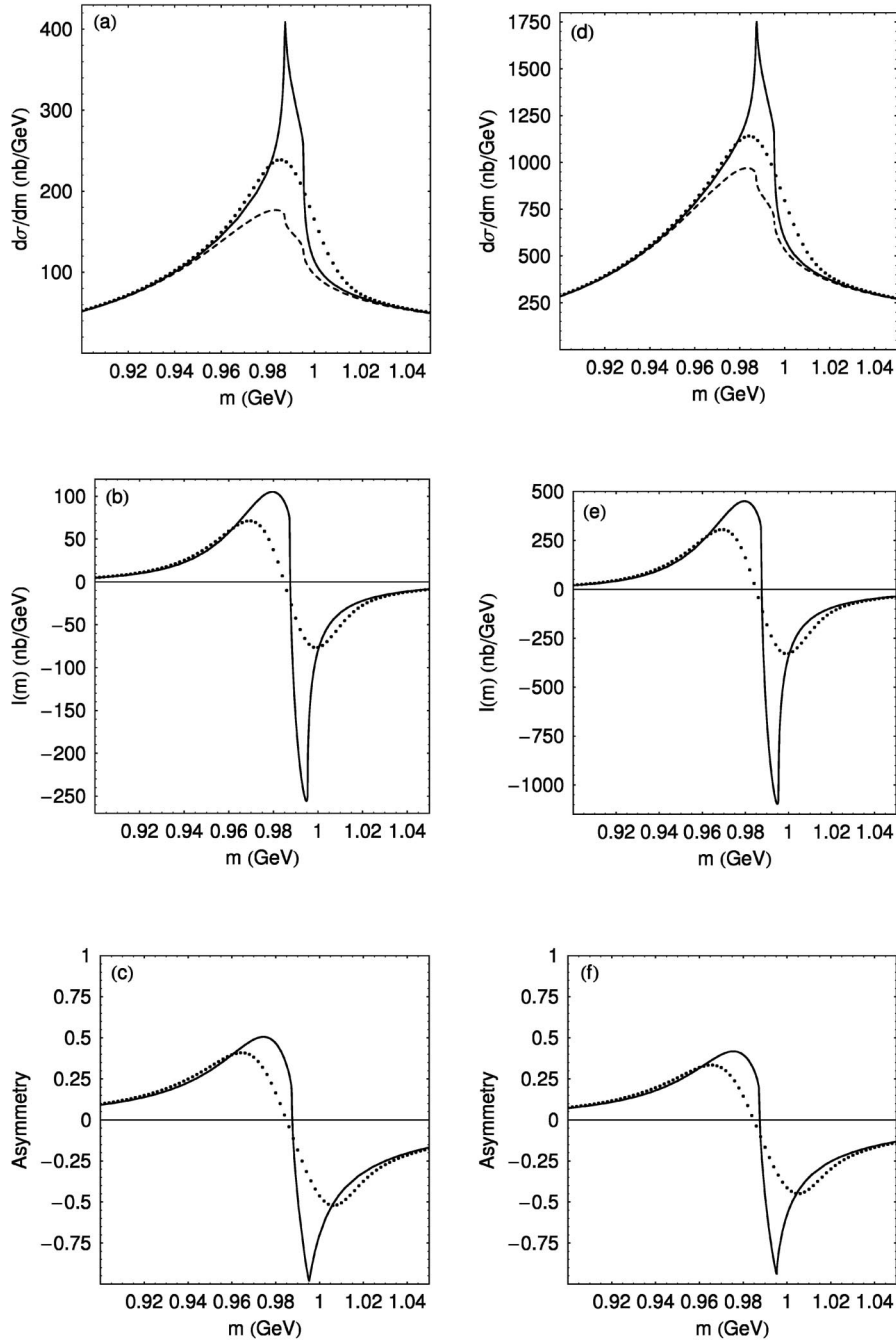 (a)
400
300
200
100
dσ/dm (nb/GeV)
0.92 0.94 0.96 0.98 1 1.02 1.04
m (GeV)
(d)
1750
1500
1250
1000
750
500
250
dσ/dm (nb/GeV)
0.92 0.94 0.96 0.98 1 1.02 1.04
m (GeV)
(b)
100
50
0
−50
−100
−150
−200
−250
I(m) (nb/GeV)
0.92 0.94 0.96 0.98 1 1.02 1.04
m (GeV)
(e)
500
250
0
−250
−500
−750
−1000
I(m) (nb/GeV)
0.92 0.94 0.96 0.98 1 1.02 1.04
m (GeV)
(c)
1
0.75
0.5
0.25
0
−0.25
−0.5
−0.75
Asymmetry
0.92 0.94 0.96 0.98 1 1.02 1.04
m (GeV)
(f)
1
0.75
0.5
0.25
0
−0.25
−0.5
−0.75
Asymmetry
0.92 0.94 0.96 0.98 1 1.02 1.04
m (GeV)